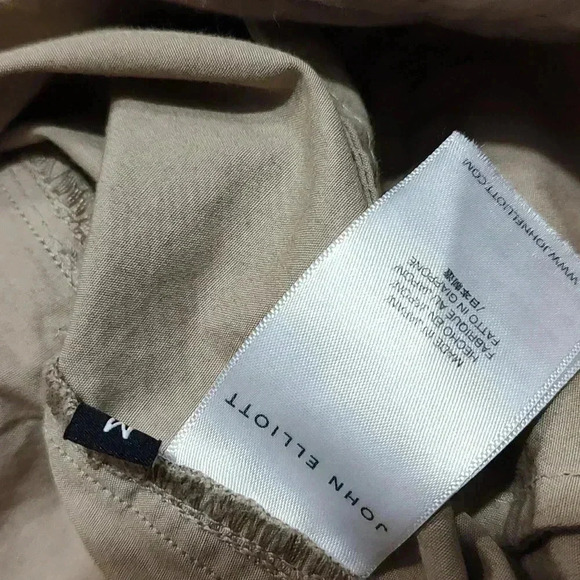 JOHN ELLIOTT
MADE IN JAPAN/
HECHO EN JAPÓN/
FABRIQUÉ AU JAPON/
FATTO IN GIAPPONE
/日本製造
WWW.JOHNELLIOTT.COM
M